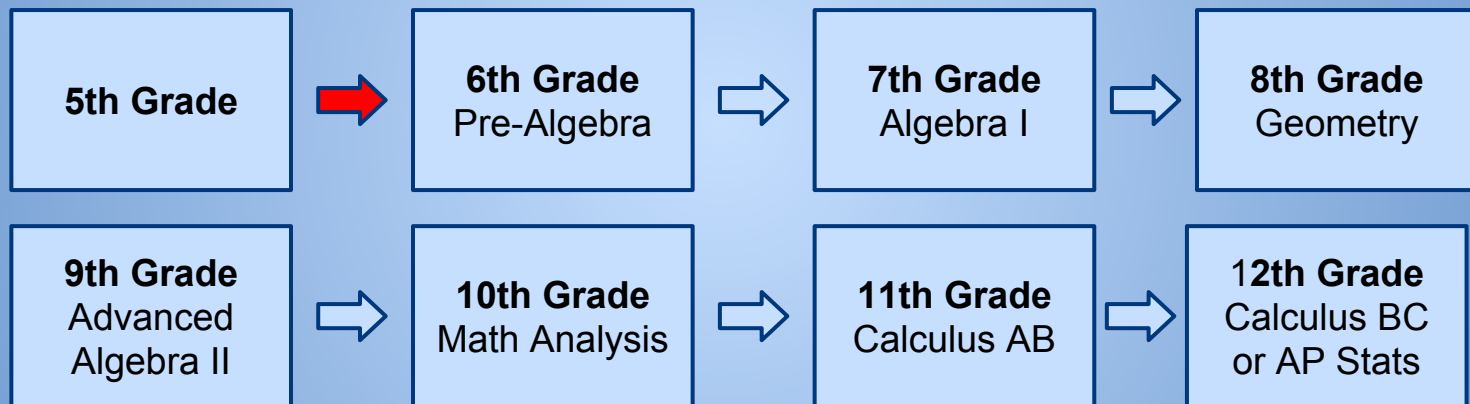 5th Grade
6th Grade
Pre-Algebra
7th Grade
Algebra I
8th Grade
Geometry
9th Grade
Advanced
Algebra II
10th Grade
Math Analysis
11th Grade
Calculus AB
12th Grade
Calculus BC
or AP Stats